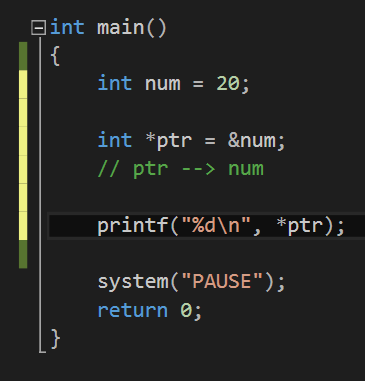 int main()
{
int num = 20;
int *ptr = &num;
// ptr --> num
printf("%d\n", *ptr);
system("PAUSE");
return 0;
}